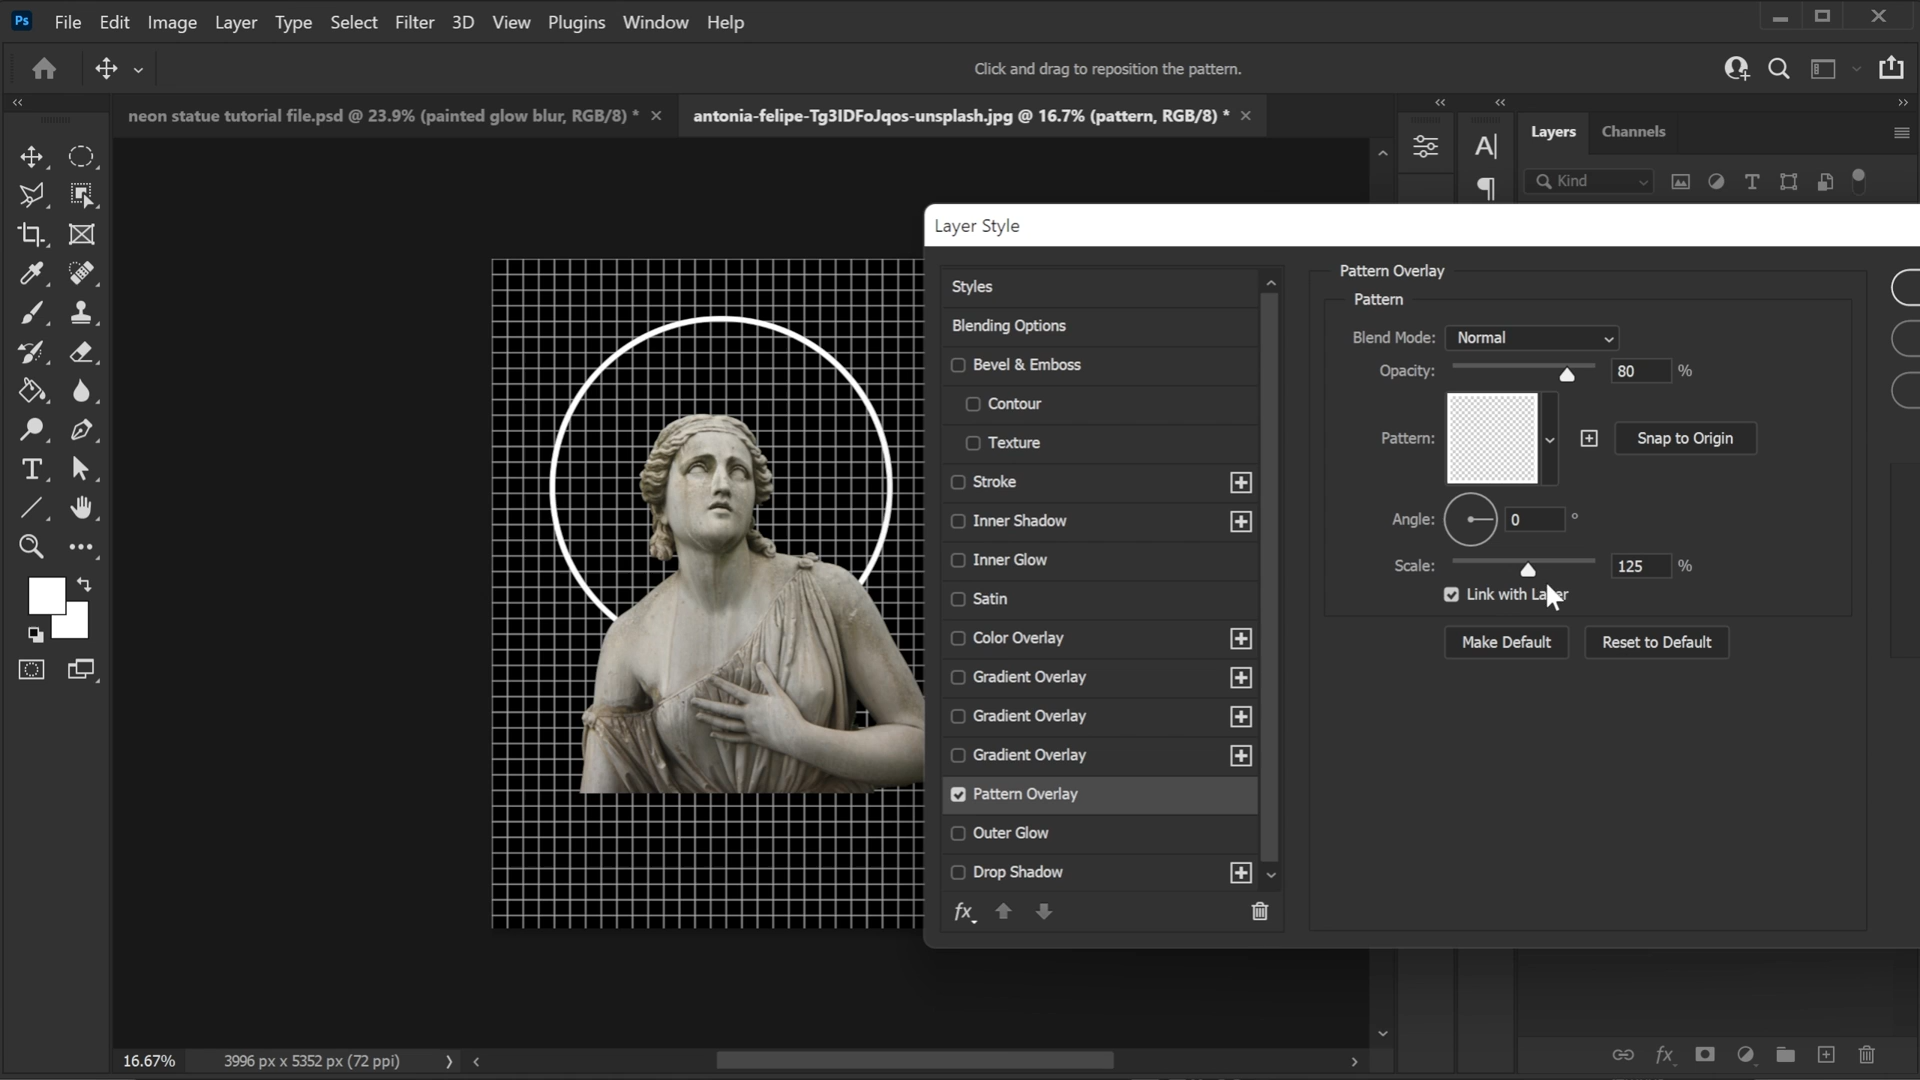 Ps File Edit Image Layer Type Select Filter 3D View Plugins Window Help
Click and drag to reposition the pattern.
neon statue tutorial file.psd @ 23.9% (painted glow blur, RGB/8) *
antonia-felipe-Tg3IDFoJqos-unsplash.jpg @ 16.7% (pattern, RGB/8) *
Layers Channels
Kind
Layer Style
Styles
Blending Options
Bevel & Emboss
Contour
Texture
Stroke
Inner Shadow
Inner Glow
Satin
Color Overlay
Gradient Overlay
Gradient Overlay
Gradient Overlay
Pattern Overlay
Outer Glow
Drop Shadow
fx
Pattern Overlay
Pattern
Blend Mode: Normal
Opacity: 80 %
Pattern: Snap to Origin
Angle: 0 °
Scale: 125 %
Link with Layer
Make Default Reset to Default
16.67% 3996 px x 5352 px (72 ppi)
fx